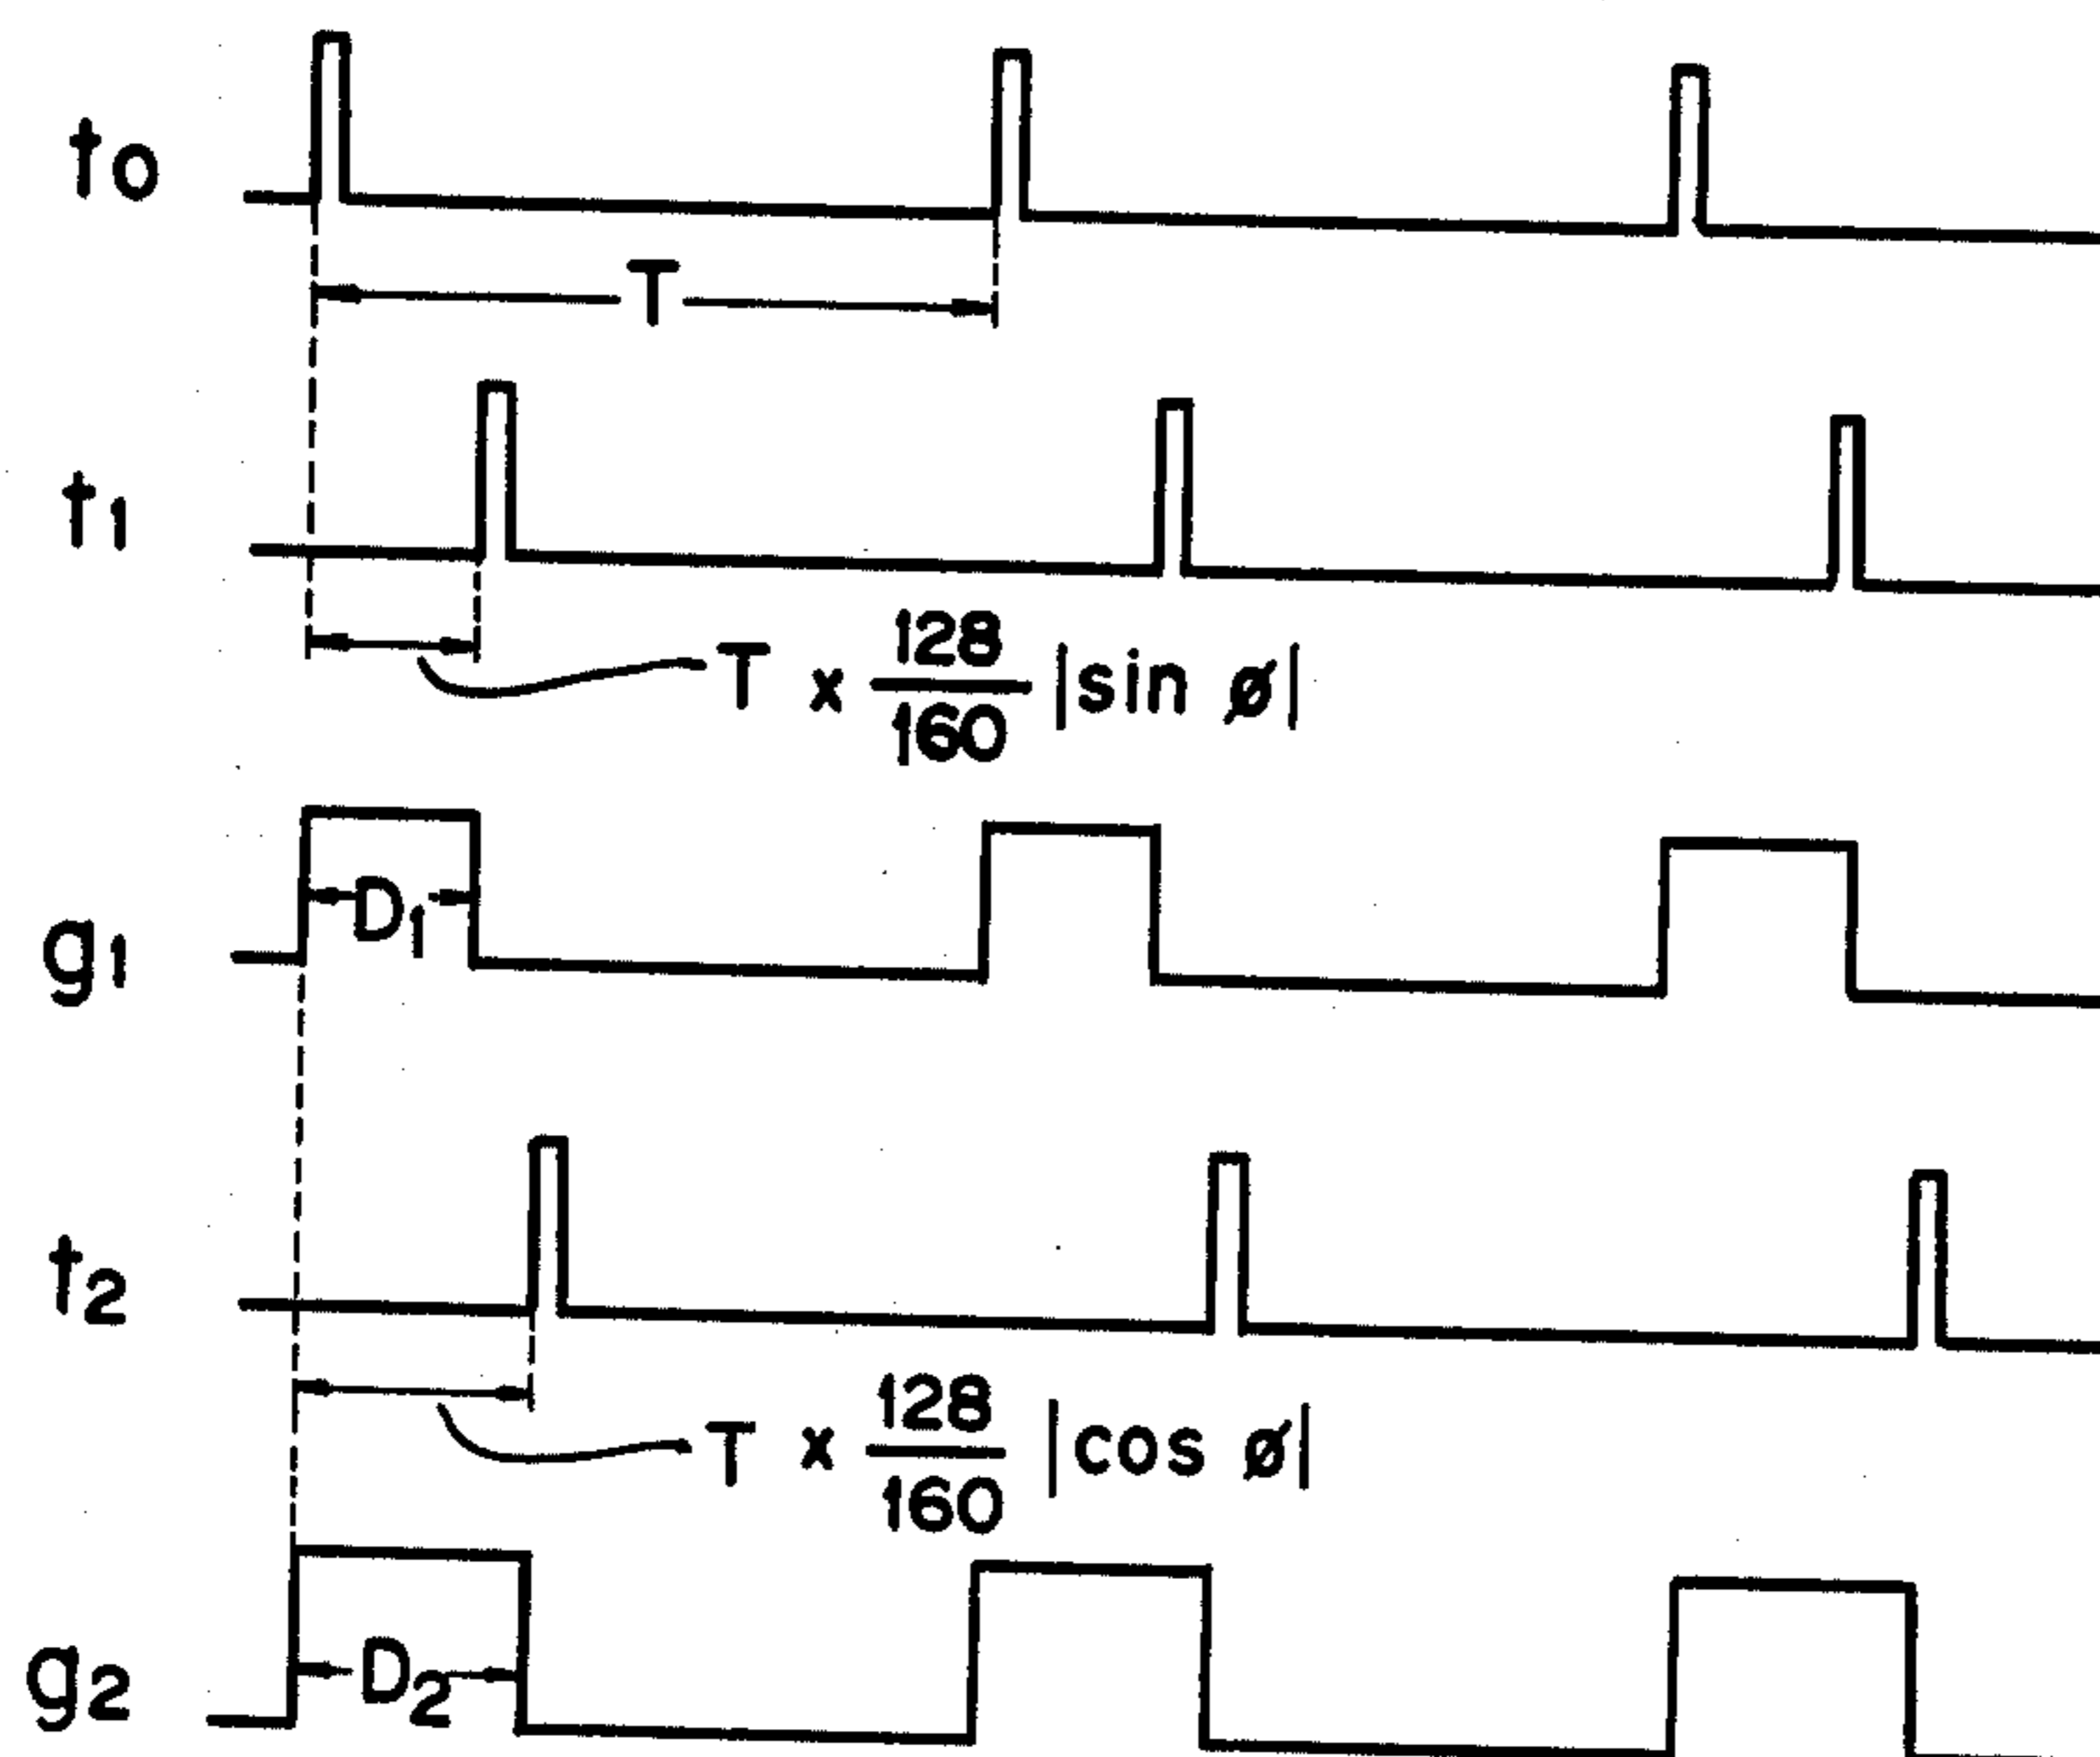 to
T
t1
T x 128/160 |sin ø|
D1
g1
t2
T x 128/160 |cos ø|
D2
g2